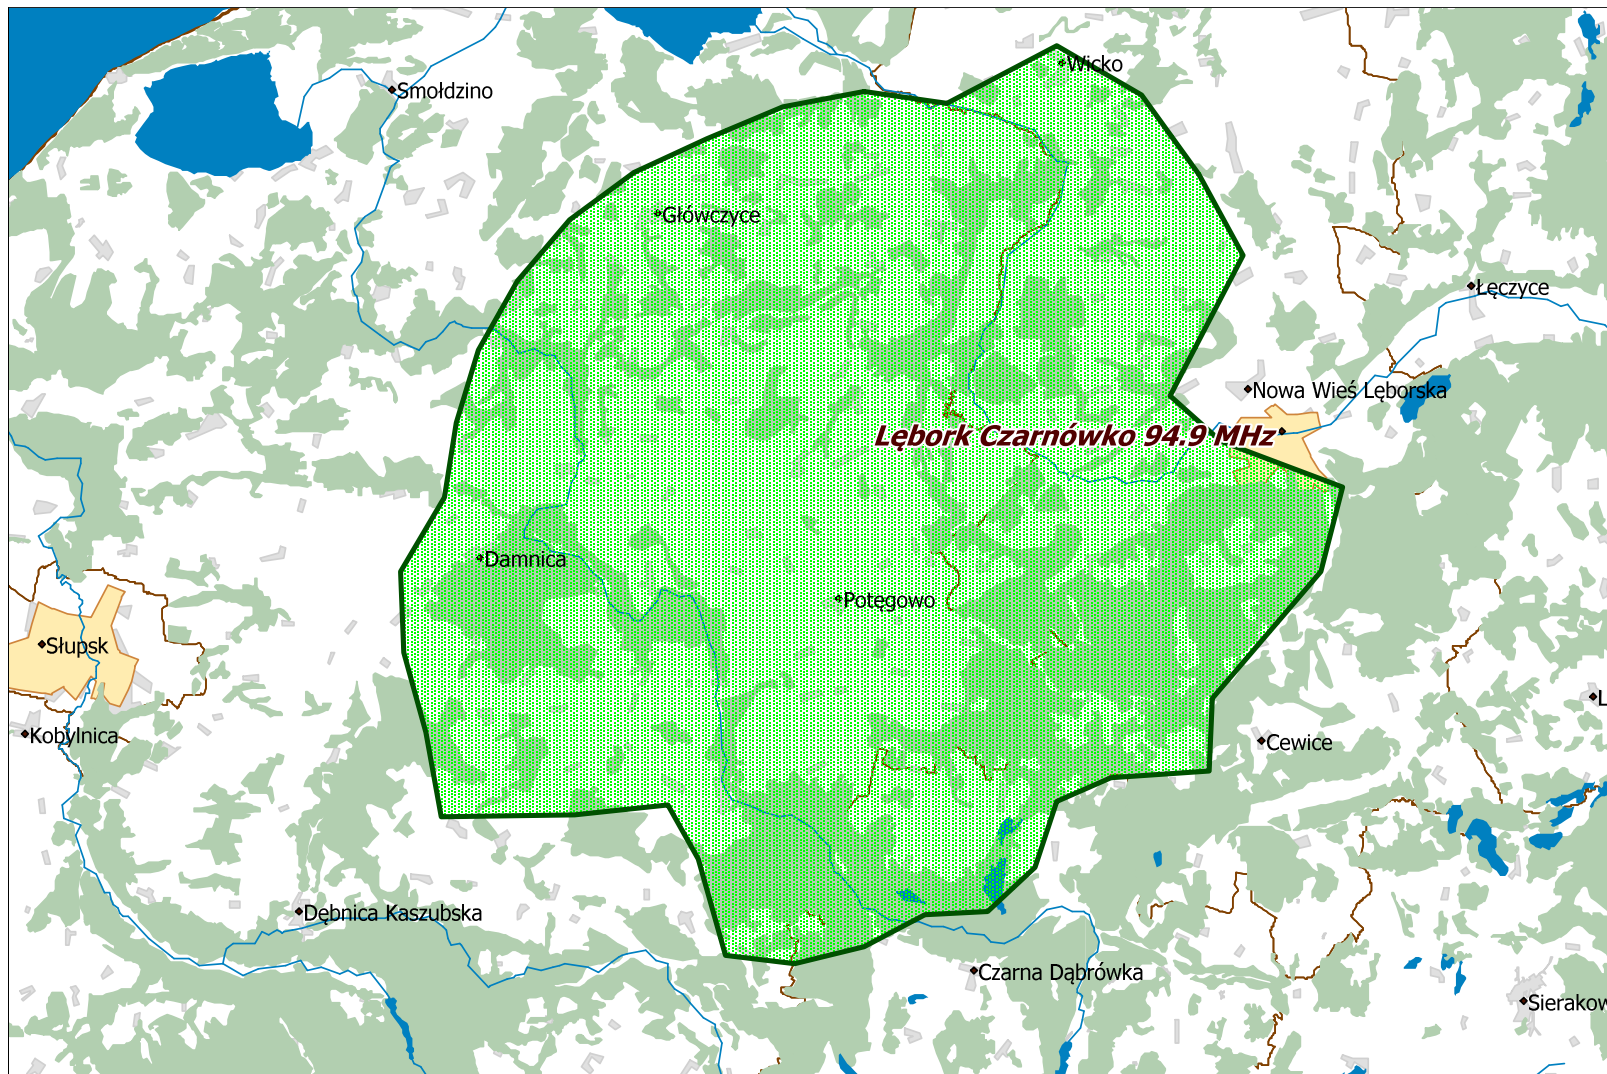 Wicko
Smołdzino
Główczyce
Łęczyce
Nowa Wieś Lęborska
Lębork Czarnówko 94.9 MHz
Damnica
Potęgowo
Słupsk
L
Kobylnica
Cewice
Dębnica Kaszubska
Czarna Dąbrówka
Sierakow